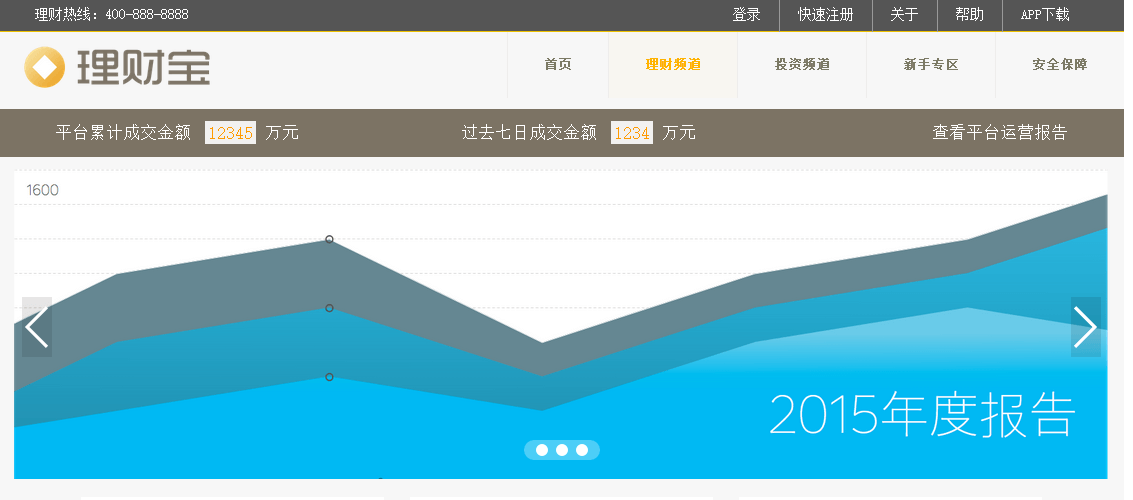 理财热线：400-888-8888 登录 快速注册 关于 帮助 APP下载
理财宝 首页 理财频道 投资频道 新手专区 安全保障
平台累计成交金额 12345 万元 过去七日成交金额 1234 万元 查看平台运营报告
1600
2015年度报告